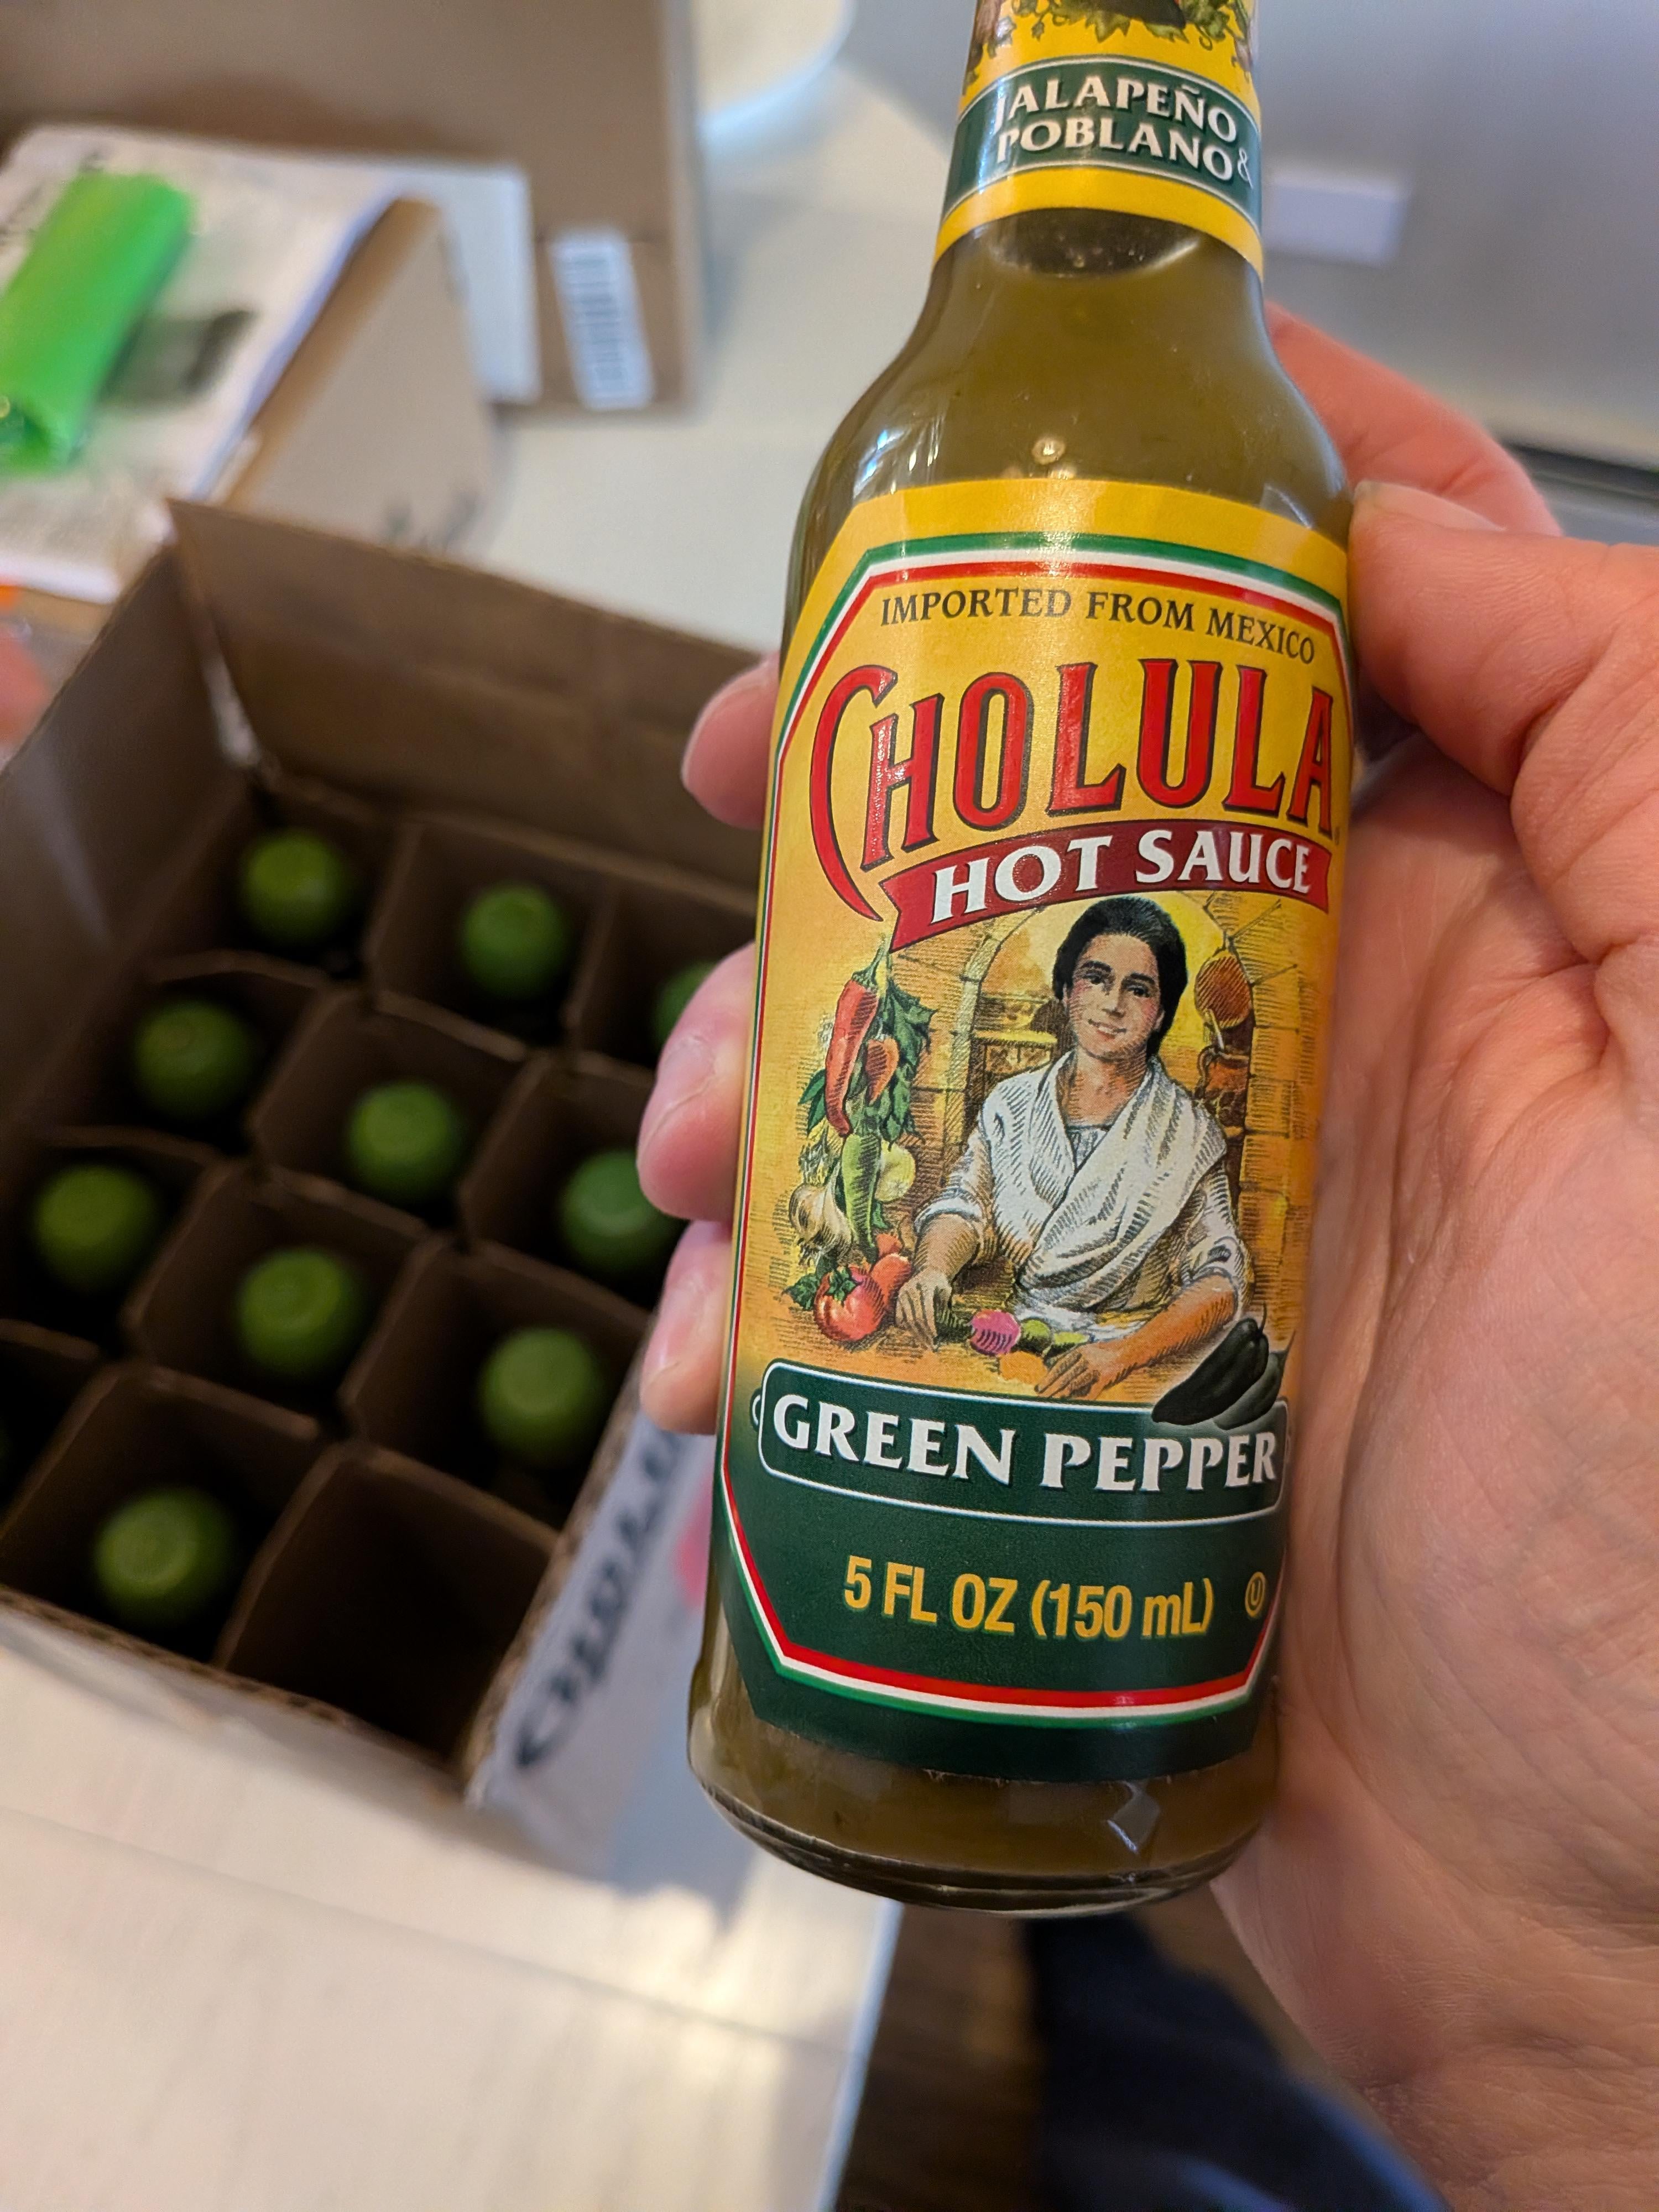 JALAPEÑO
POBLANO &
IMPORTED FROM MEXICO
CHOLULA
HOT SAUCE
GREEN PEPPER
5 FL OZ (150 mL) U